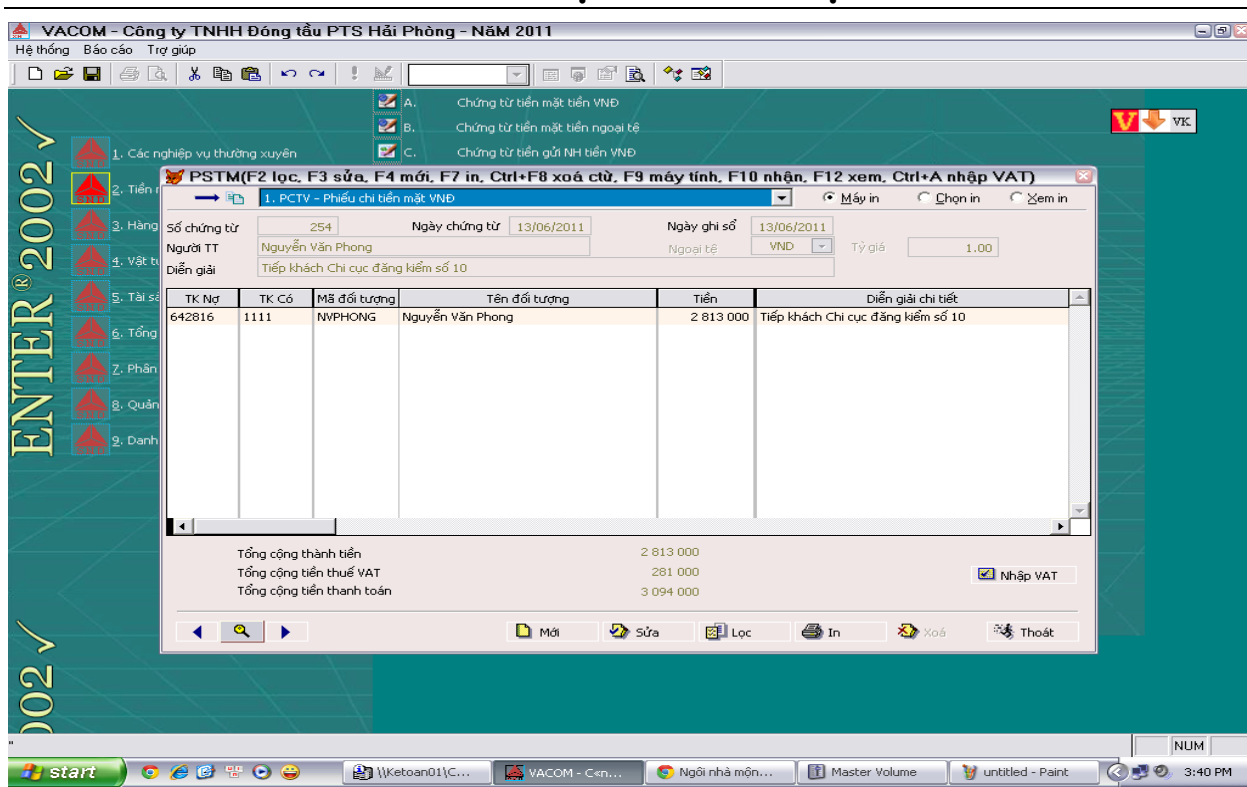 VACOM - Công ty TNHH Đóng tầu PTS Hải Phòng - NăM 2011
Hệ thống Báo cáo Trợ giúp
A. Chứng từ tiền mặt tiền VNĐ
B. Chứng từ tiền mặt tiền ngoại tệ
C. Chứng từ tiền gửi NH tiền VNĐ
V VK
ENTER®2002
1. Các nghiệp vụ thường xuyên
2. Tiền
3. Hàng
4. Vật
5. Tài
6. Tổng
7. Phân
8. Quản
9. Danh
PSTM(F2 lọc, F3 sửa, F4 mới, F7 in, Ctrl+F8 xoá ctừ, F9 máy tính, F10 nhận, F12 xem, Ctrl+A nhập VAT)
1. PCTV - Phiếu chi tiền mặt VNĐ Máy in Chọn in Xem in
Số chứng từ 254 Ngày chứng từ 13/06/2011 Ngày ghi sổ 13/06/2011
Người TT Nguyễn Văn Phong Ngoại tệ VND Tỷ giá 1.00
Diễn giải Tiếp khách Chi cục đăng kiểm số 10
TK Nợ TK Có Mã đối tượng Tên đối tượng Tiền Diễn giải chi tiết
642816 1111 NVPHONG Nguyễn Văn Phong 2 813 000 Tiếp khách Chi cục đăng kiểm số 10
Tổng cộng thành tiền 2 813 000
Tổng cộng tiền thuế VAT 281 000
Nhập VAT
Tổng cộng tiền thanh toán 3 094 000
Mới Sửa Lọc In Xoá Thoát
002
"
NUM
start \\Ketoan01\C... VACOM - C«n... Ngôi nhà mộn... Master Volume untitled - Paint 3:40 PM